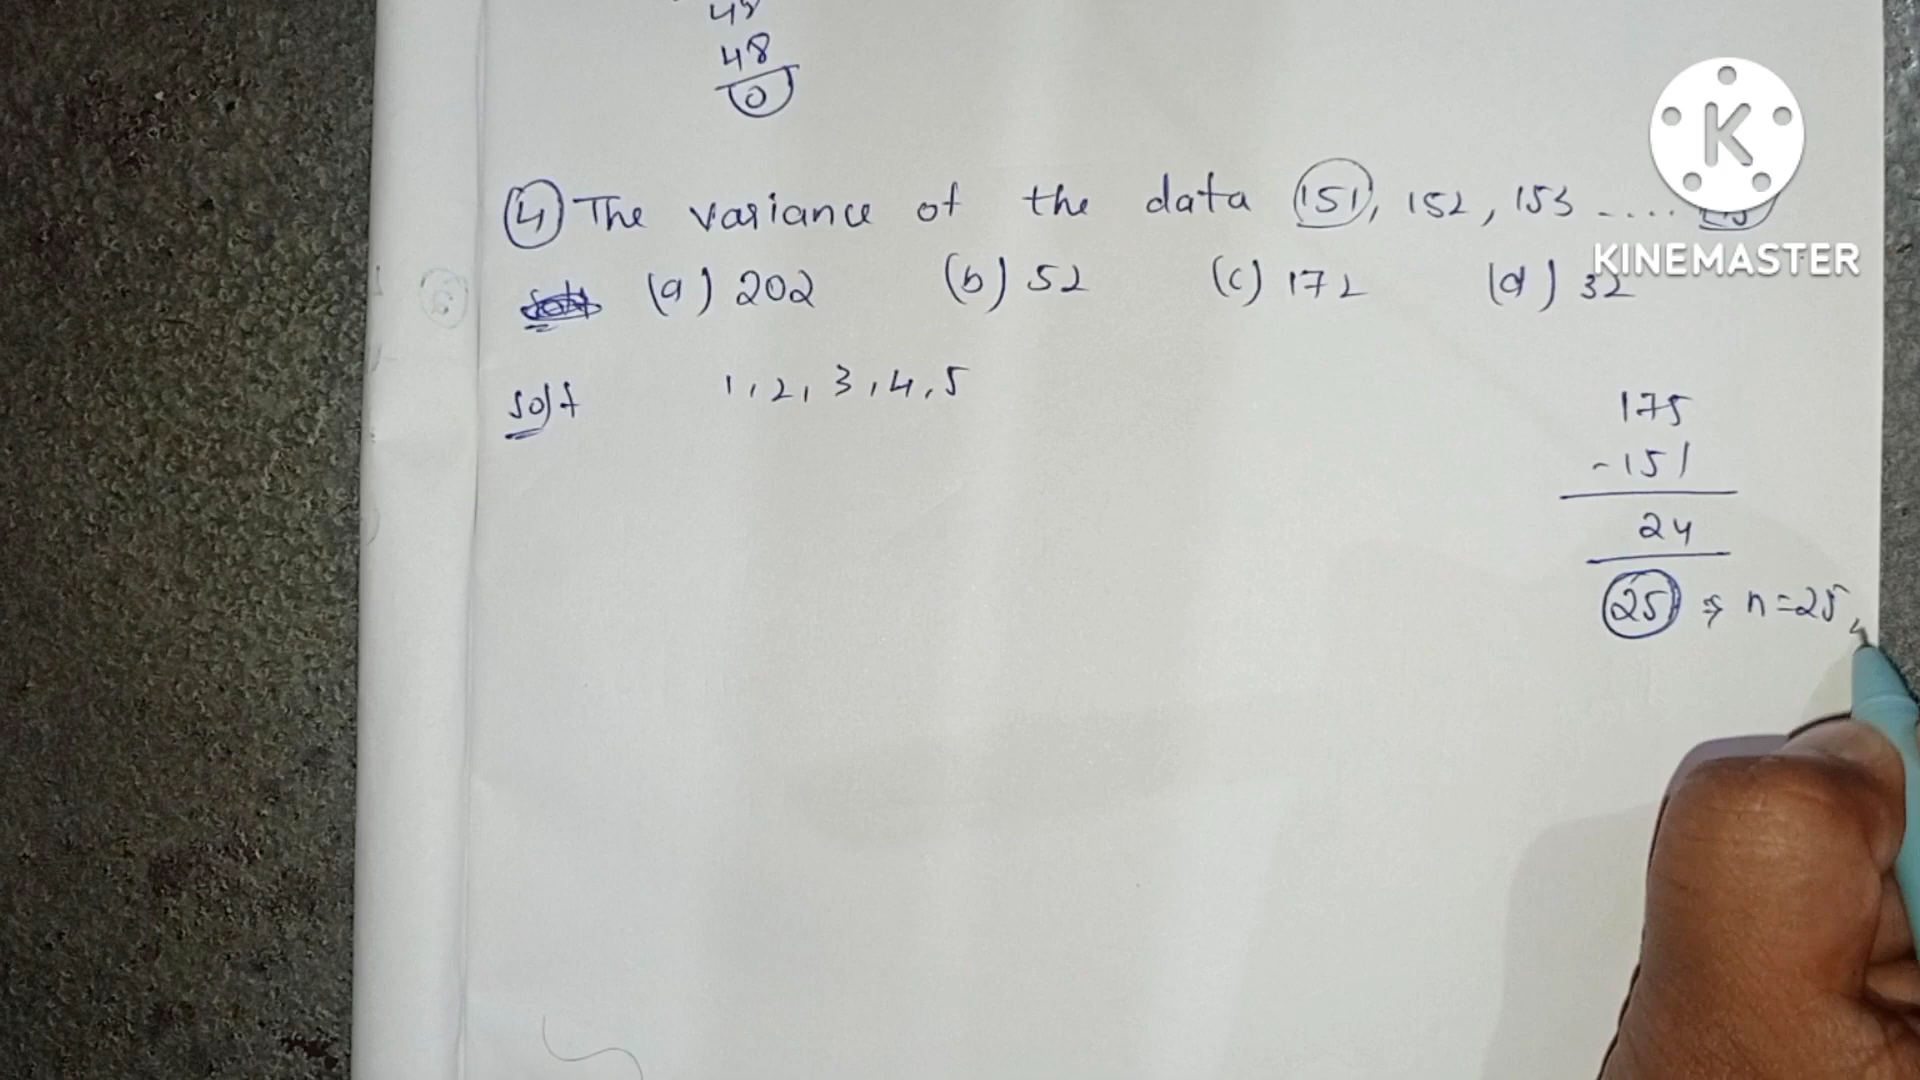 48
48
0
④ The variance of the data 151, 152, 153 ....
(a) 202 (b) 52 (c) 172 (d) 32
K
KINEMASTER
Sol+ 1, 2, 3, 4, 5
175
-151
24
25 ⇒ n=25